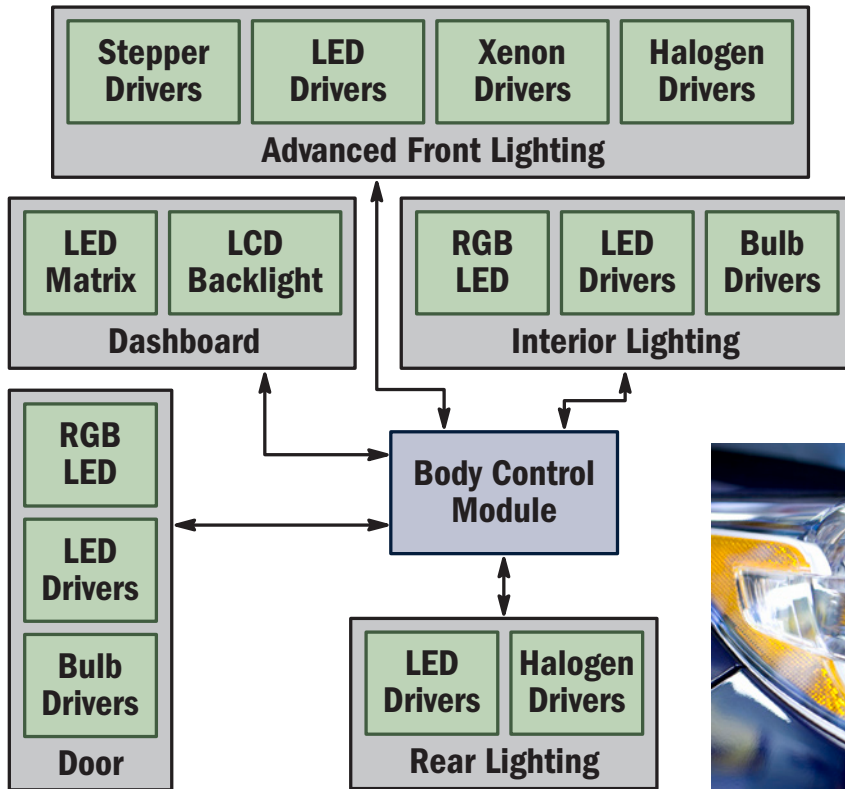 Stepper
Drivers
LED
Drivers
Xenon
Drivers
Halogen
Drivers
Advanced Front Lighting
LED
Matrix
LCD
Backlight
Dashboard
RGB
LED
LED
Drivers
Bulb
Drivers
Interior Lighting
RGB
LED
LED
Drivers
Bulb
Drivers
Door
Body Control
Module
LED
Drivers
Halogen
Drivers
Rear Lighting